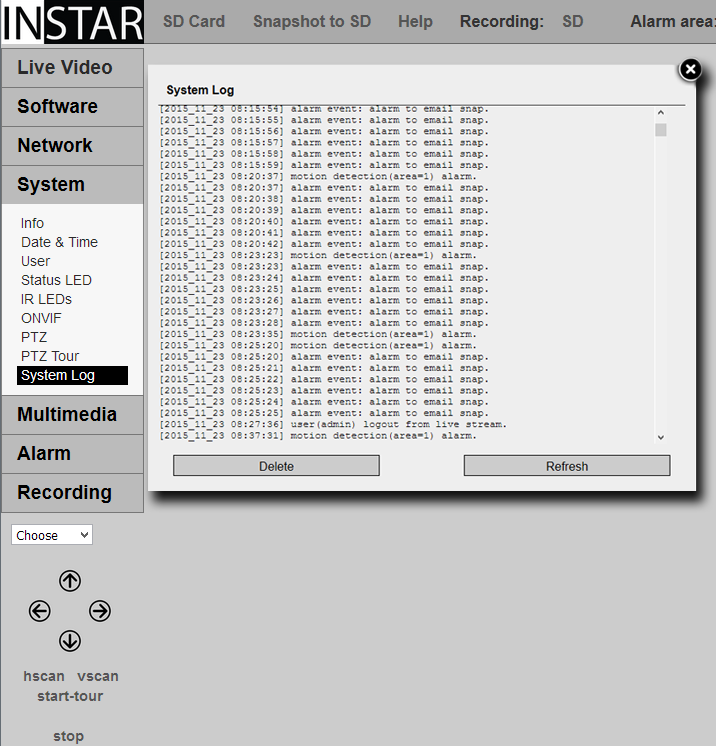 INSTAR
SD Card Snapshot to SD Help Recording: SD Alarm area:
Live Video
Software
Network
System
Info
Date & Time
User
Status LED
IR LEDs
ONVIF
PTZ
PTZ Tour
System Log
Multimedia
Alarm
Recording
Choose
hscan vscan
start-tour
stop
System Log
[2015_11_23 08:15:54] alarm event: alarm to email snap.
[2015_11_23 08:15:55] alarm event: alarm to email snap.
[2015_11_23 08:15:56] alarm event: alarm to email snap.
[2015_11_23 08:15:57] alarm event: alarm to email snap.
[2015_11_23 08:15:58] alarm event: alarm to email snap.
[2015_11_23 08:15:59] alarm event: alarm to email snap.
[2015_11_23 08:20:37] motion detection(area=1) alarm.
[2015_11_23 08:20:37] alarm event: alarm to email snap.
[2015_11_23 08:20:38] alarm event: alarm to email snap.
[2015_11_23 08:20:39] alarm event: alarm to email snap.
[2015_11_23 08:20:40] alarm event: alarm to email snap.
[2015_11_23 08:20:41] alarm event: alarm to email snap.
[2015_11_23 08:20:42] alarm event: alarm to email snap.
[2015_11_23 08:23:23] motion detection(area=1) alarm.
[2015_11_23 08:23:23] alarm event: alarm to email snap.
[2015_11_23 08:23:24] alarm event: alarm to email snap.
[2015_11_23 08:23:25] alarm event: alarm to email snap.
[2015_11_23 08:23:26] alarm event: alarm to email snap.
[2015_11_23 08:23:27] alarm event: alarm to email snap.
[2015_11_23 08:23:28] alarm event: alarm to email snap.
[2015_11_23 08:23:35] motion detection(area=1) alarm.
[2015_11_23 08:25:20] motion detection(area=1) alarm.
[2015_11_23 08:25:20] alarm event: alarm to email snap.
[2015_11_23 08:25:21] alarm event: alarm to email snap.
[2015_11_23 08:25:22] alarm event: alarm to email snap.
[2015_11_23 08:25:23] alarm event: alarm to email snap.
[2015_11_23 08:25:24] alarm event: alarm to email snap.
[2015_11_23 08:25:25] alarm event: alarm to email snap.
[2015_11_23 08:27:36] user(admin) logout from live stream.
[2015_11_23 08:37:31] motion detection(area=1) alarm.
Delete Refresh